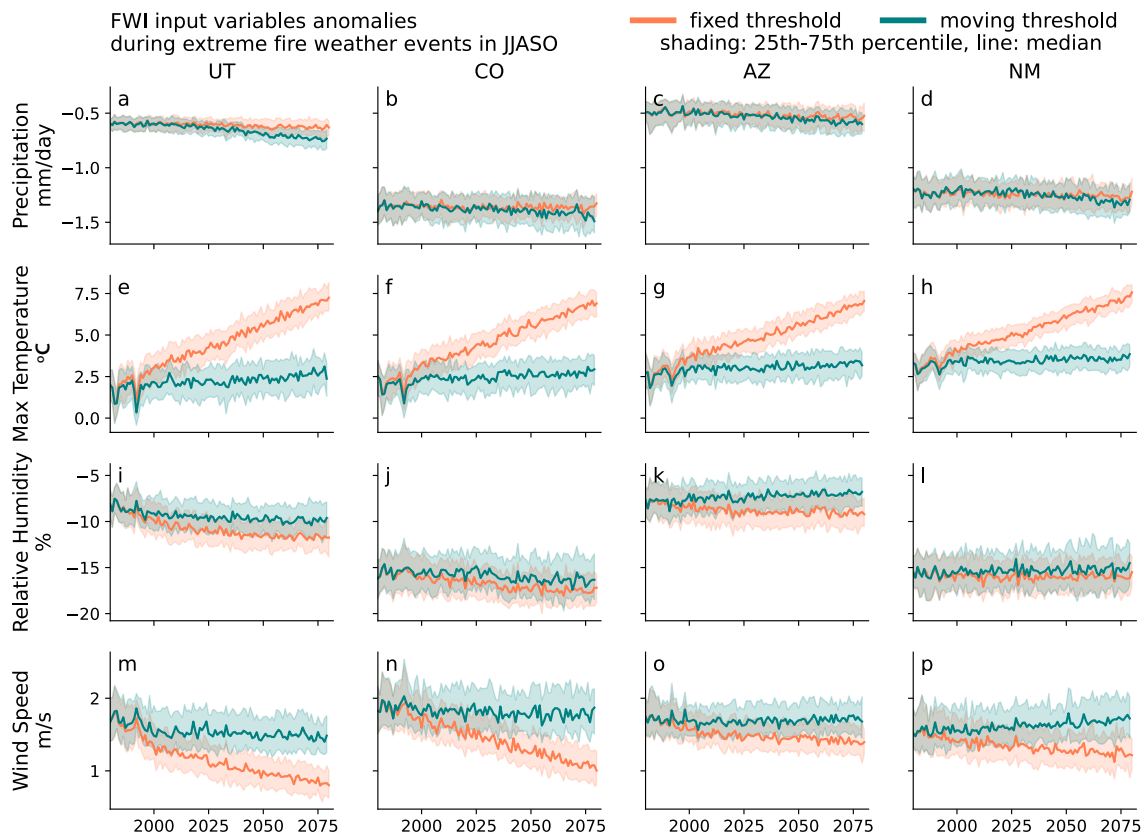 FWI input variables anomalies
during extreme fire weather events in JJASO
fixed threshold
moving threshold
shading: 25th-75th percentile, line: median
UT
CO
AZ
NM
Precipitation
mm/day
−0.5
−1.0
−1.5
a
b
c
d
Max Temperature
°C
7.5
5.0
2.5
0.0
e
f
g
h
Relative Humidity
%
−5
−10
−15
−20
i
j
k
l
Wind Speed
m/s
2
1
m
n
o
p
2000 2025 2050 2075
2000 2025 2050 2075
2000 2025 2050 2075
2000 2025 2050 2075